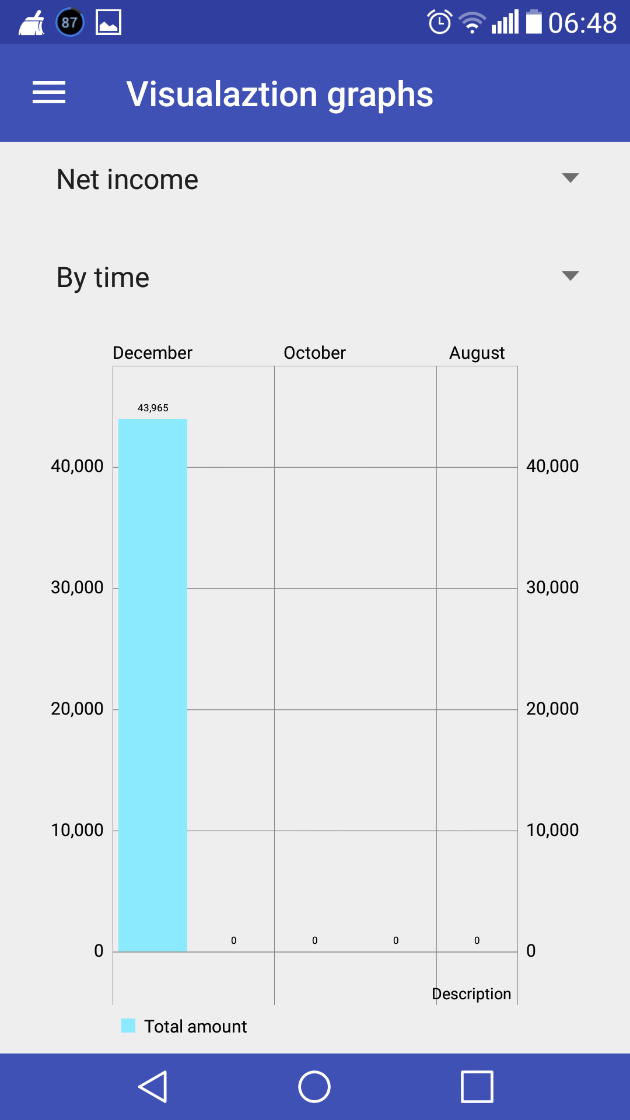 87 06:48
Visualaztion graphs
Net income
By time
December October August
43,965
40,000 40,000
30,000 30,000
20,000 20,000
10,000 10,000
0 0 0 0
0 0
Description
Total amount